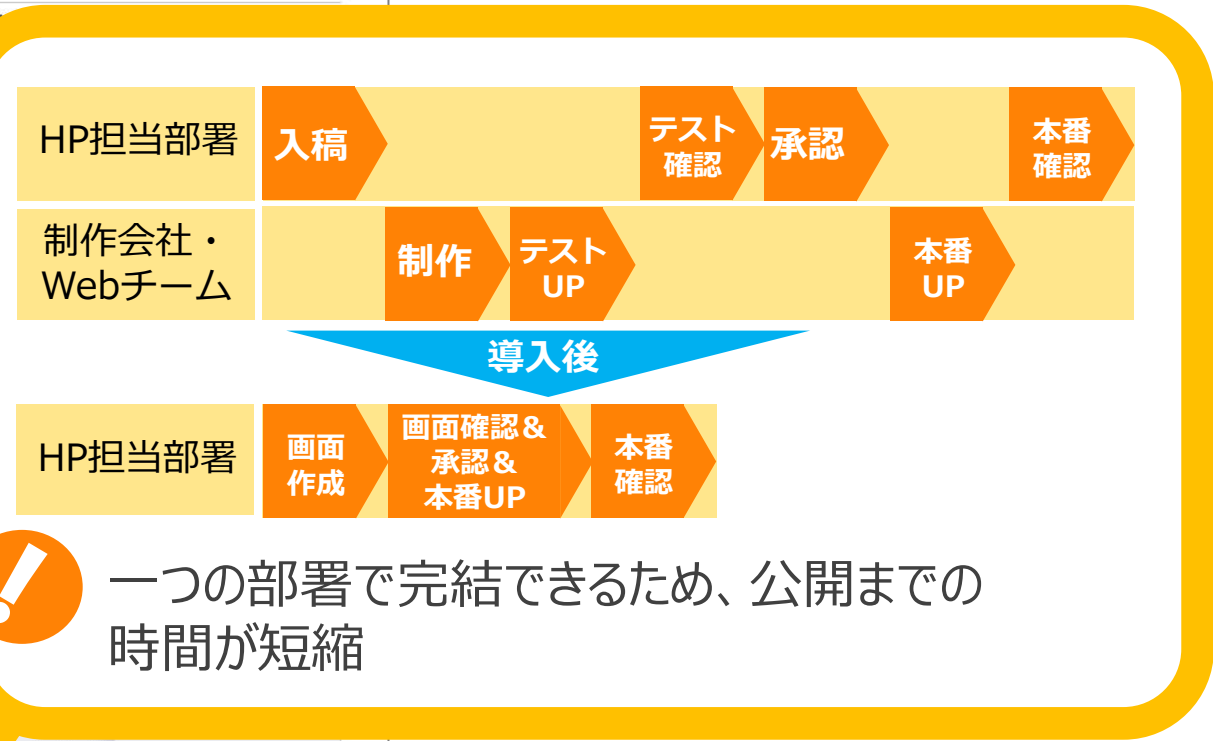 HP担当部署
入稿
テスト
確認
承認
本番
確認
制作会社・
Webチーム
制作
テスト
UP
本番
UP
導入後
HP担当部署
画面
作成
画面確認&
承認&
本番UP
本番
確認
一つの部署で完結できるため、公開までの
時間が短縮